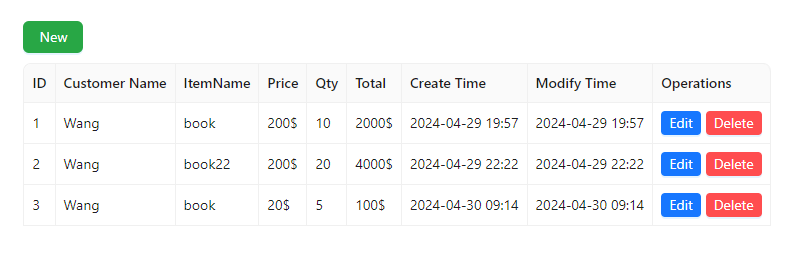 New
ID Customer Name ItemName Price Qty Total Create Time Modify Time Operations
1 Wang book 200$ 10 2000$ 2024-04-29 19:57 2024-04-29 19:57 Edit Delete
2 Wang book22 200$ 20 4000$ 2024-04-29 22:22 2024-04-29 22:22 Edit Delete
3 Wang book 20$ 5 100$ 2024-04-30 09:14 2024-04-30 09:14 Edit Delete